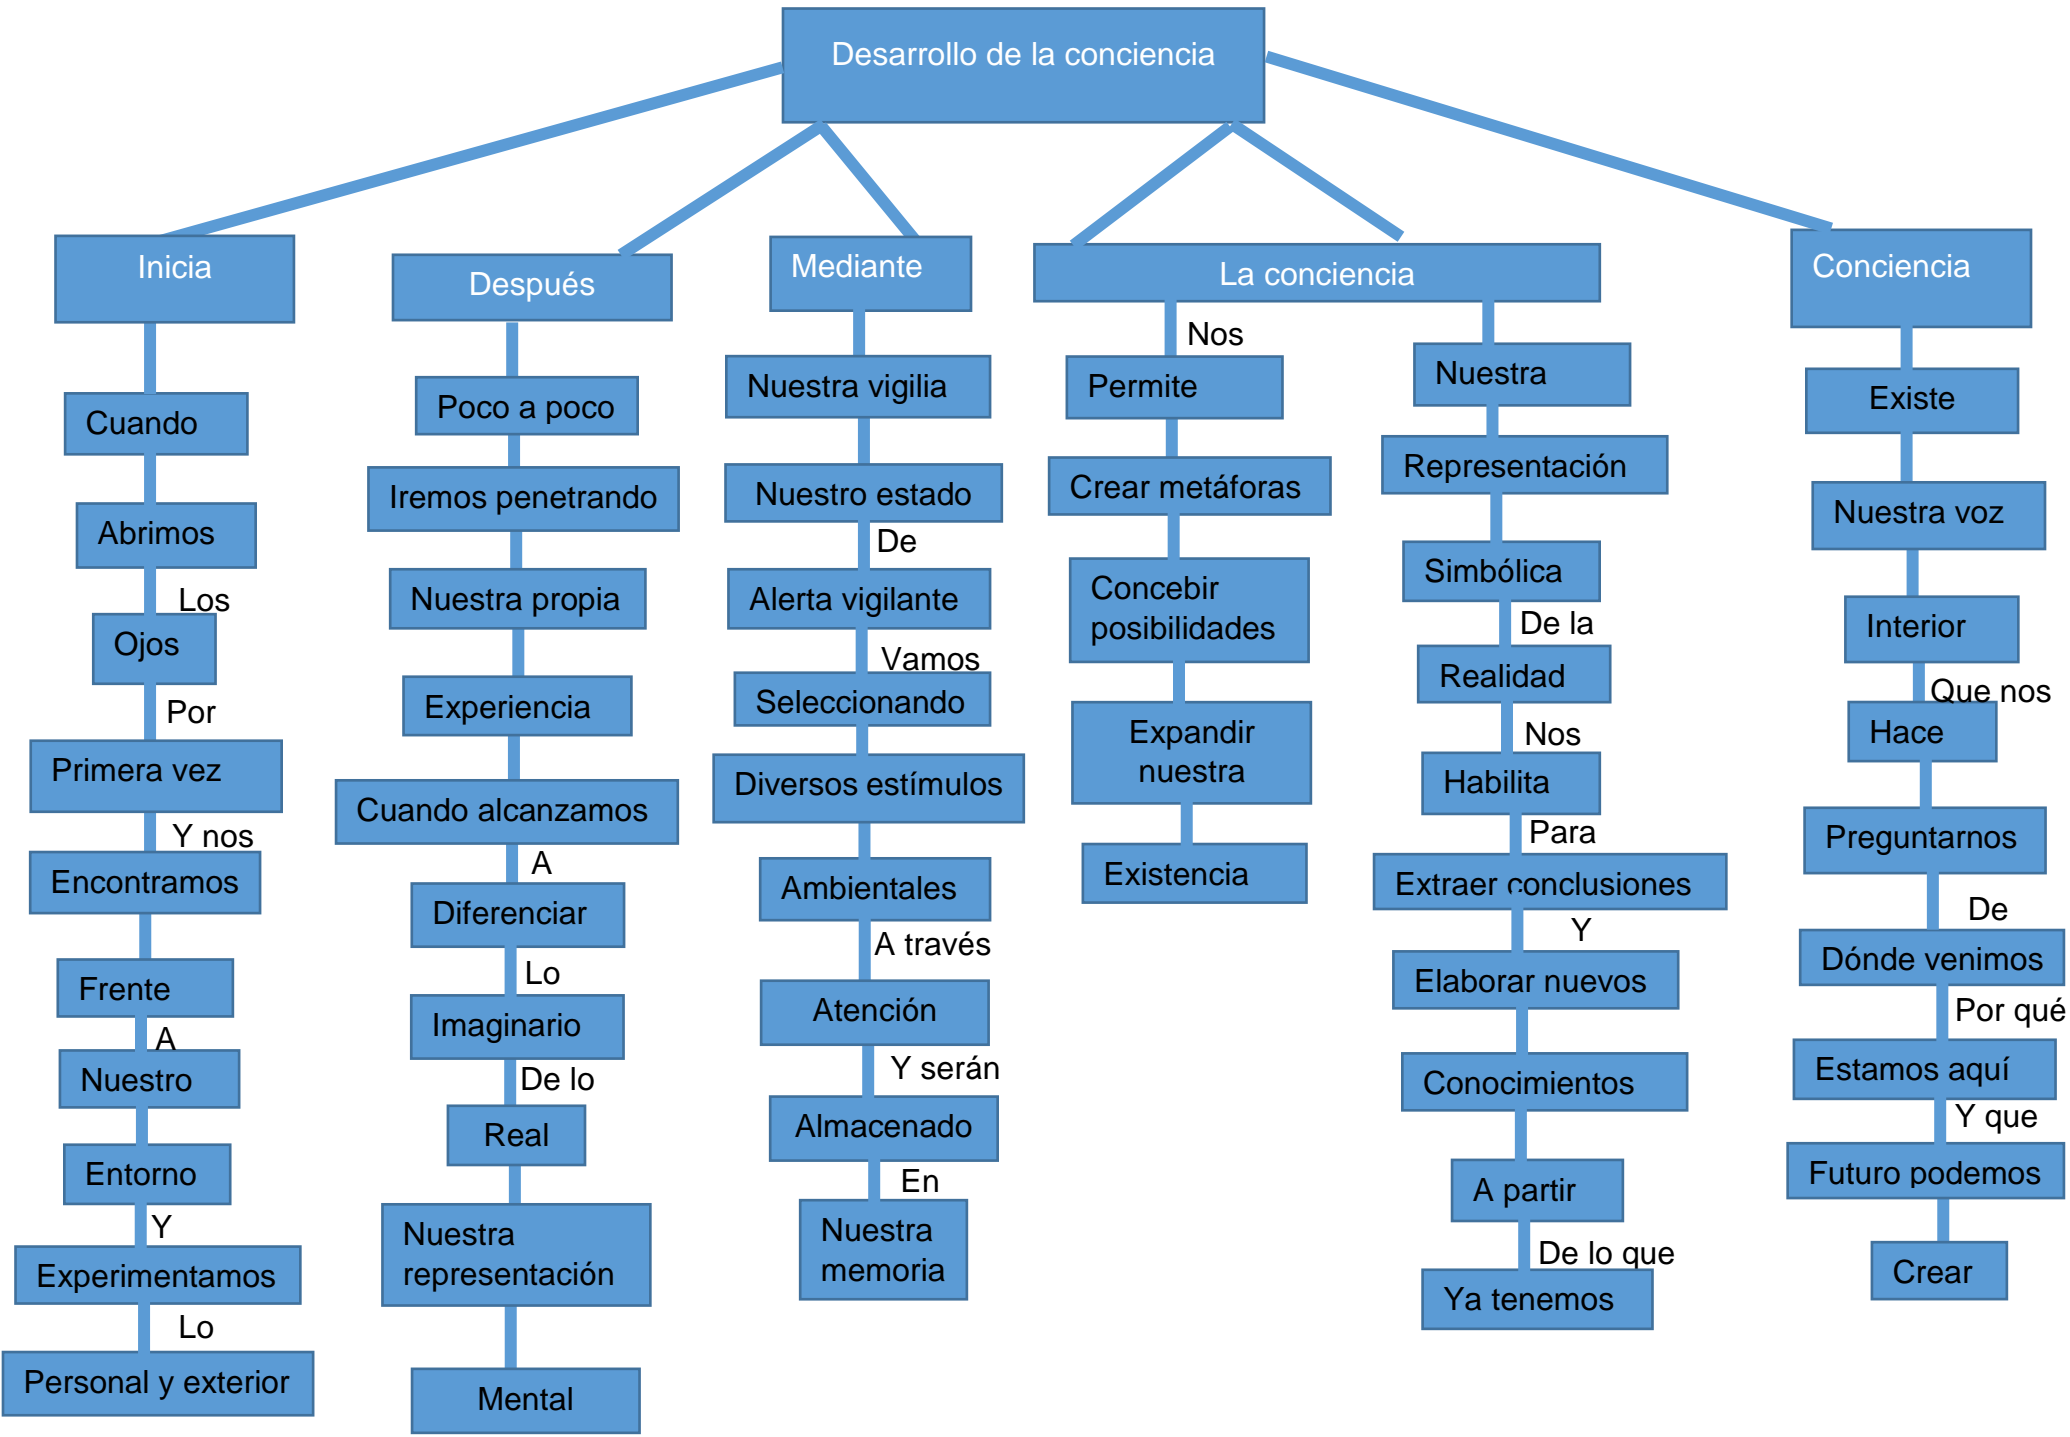 Desarrollo de la conciencia
Inicia
Cuando
Abrimos
Los
Ojos
Por
Primera vez
Y nos
Encontramos
Frente
A
Nuestro
Entorno
Y
Experimentamos
Lo
Personal y exterior
Después
Poco a poco
Iremos penetrando
Nuestra propia
Experiencia
Cuando alcanzamos
A
Diferenciar
Lo
Imaginario
De lo
Real
Nuestra
representación
Mental
Mediante
Nuestra vigilia
Nuestro estado
De
Alerta vigilante
Vamos
Seleccionando
Diversos estímulos
Ambientales
A través
Atención
Y serán
Almacenado
En
Nuestra
memoria
La conciencia
Nos
Permite
Crear metáforas
Concebir
posibilidades
Expandir
nuestra
Existencia
Nuestra
Representación
Simbólica
De la
Realidad
Nos
Habilita
Para
Extraer conclusiones
Y
Elaborar nuevos
Conocimientos
A partir
De lo que
Ya tenemos
Conciencia
Existe
Nuestra voz
Interior
Que nos
Hace
Preguntarnos
De
Dónde venimos
Por qué
Estamos aquí
Y que
Futuro podemos
Crear